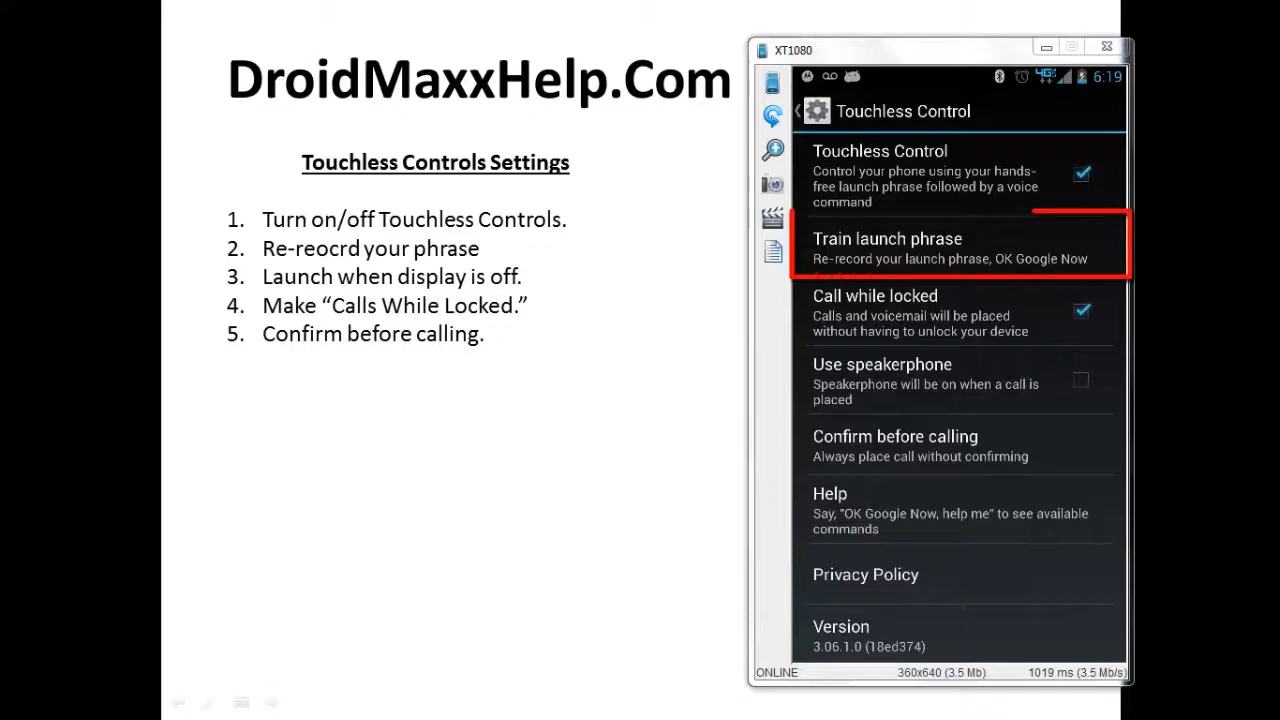 DroidMaxxHelp.Com
Touchless Controls Settings
1. Turn on/off Touchless Controls.
2. Re-reocrd your phrase
3. Launch when display is off.
4. Make “Calls While Locked.”
5. Confirm before calling.
XT1080
6:19
Touchless Control
Touchless Control
Control your phone using your hands-
free launch phrase followed by a voice
command
Train launch phrase
Re-record your launch phrase, OK Google Now
Call while locked
Calls and voicemail will be placed
without having to unlock your device
Use speakerphone
Speakerphone will be on when a call is
placed
Confirm before calling
Always place call without confirming
Help
Say, "OK Google Now, help me" to see available
commands
Privacy Policy
Version
3.06.1.0 (18ed374)
ONLINE 360x640 (3.5 Mb) 1019 ms (3.5 Mb/s)